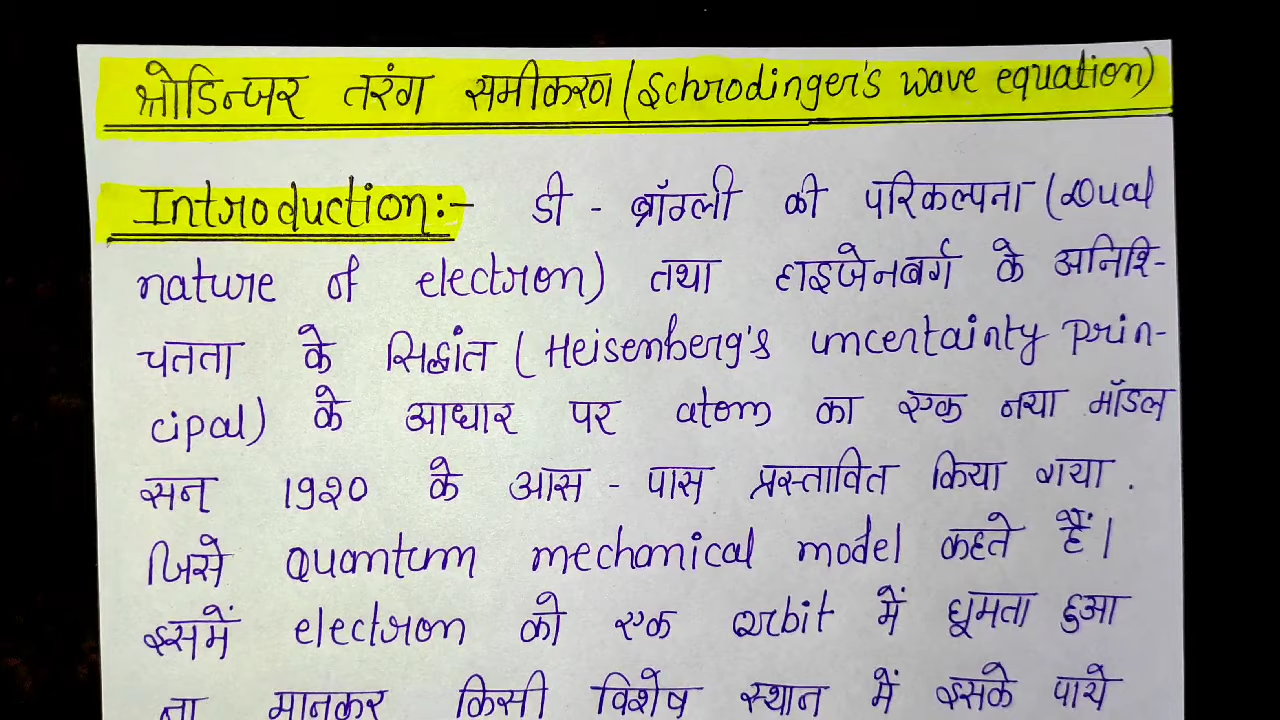 श्रोडिन्जर तरंग समीकरण (Schrodinger's wave equation)
Introduction:- डी - ब्रॉग्ली की परिकल्पना (Dual
nature of electron) तथा हाइजेनबर्ग के अनिश्-
चतता के सिद्धांत (Heisenberg's uncertainty prin-
cipal) के आधार पर atom का एक नया मॉडल
सन् 1920 के आस - पास प्रस्तावित किया गया .
जिसे Quantum mechanical model कहते हैं।
इसमें electron को एक orbit में घूमता हुआ
ना मानकर किसी विशेष स्थान में इसके पाये